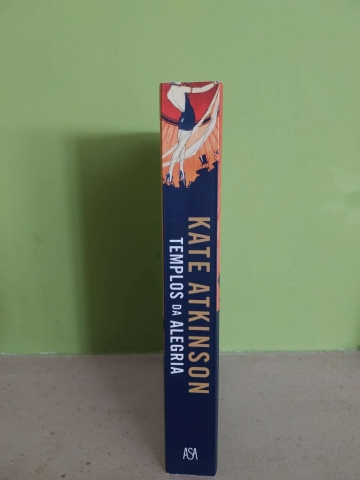 KATE ATKINSON
TEMPLOS DA ALEGRIA
ASA